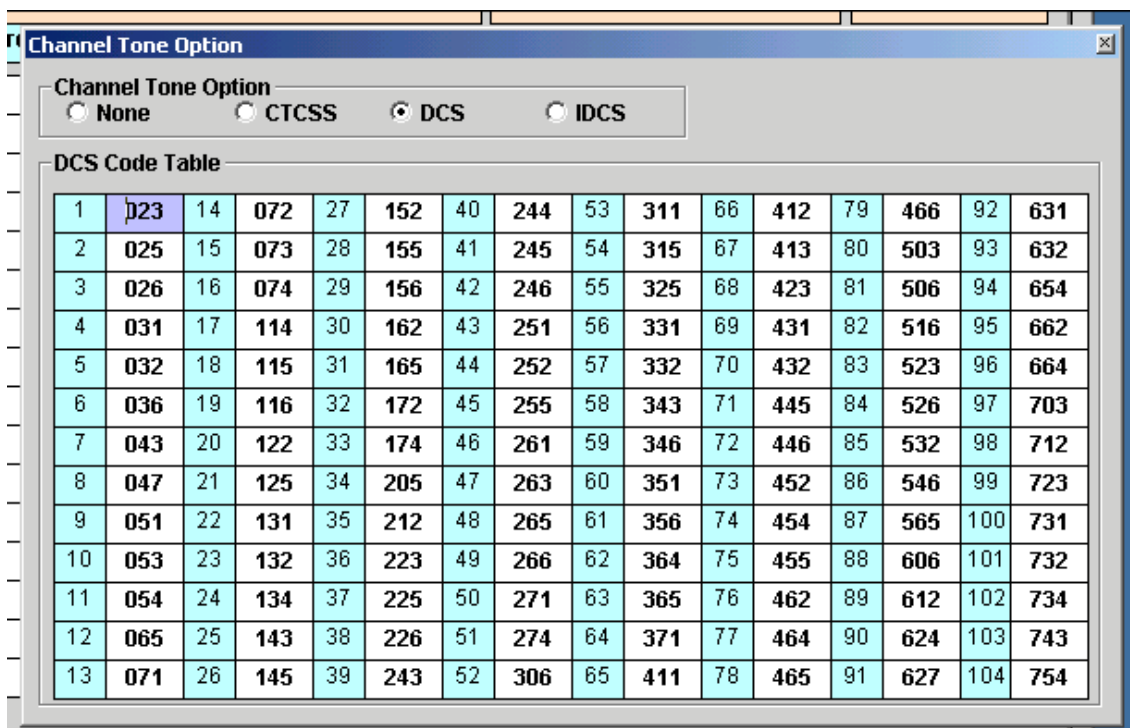 Channel Tone Option
Channel Tone Option
None CTCSS DCS IDCS
DCS Code Table
1 023 14 072 27 152 40 244 53 311 66 412 79 466 92 631
2 025 15 073 28 155 41 245 54 315 67 413 80 503 93 632
3 026 16 074 29 156 42 246 55 325 68 423 81 506 94 654
4 031 17 114 30 162 43 251 56 331 69 431 82 516 95 662
5 032 18 115 31 165 44 252 57 332 70 432 83 523 96 664
6 036 19 116 32 172 45 255 58 343 71 445 84 526 97 703
7 043 20 122 33 174 46 261 59 346 72 446 85 532 98 712
8 047 21 125 34 205 47 263 60 351 73 452 86 546 99 723
9 051 22 131 35 212 48 265 61 356 74 454 87 565 100 731
10 053 23 132 36 223 49 266 62 364 75 455 88 606 101 732
11 054 24 134 37 225 50 271 63 365 76 462 89 612 102 734
12 065 25 143 38 226 51 274 64 371 77 464 90 624 103 743
13 071 26 145 39 243 52 306 65 411 78 465 91 627 104 754